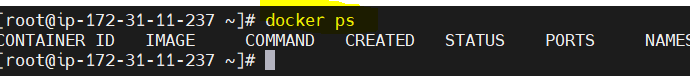 [root@ip-172-31-11-237 ~]# docker ps
CONTAINER ID   IMAGE     COMMAND   CREATED   STATUS    PORTS     NAMES
[root@ip-172-31-11-237 ~]#